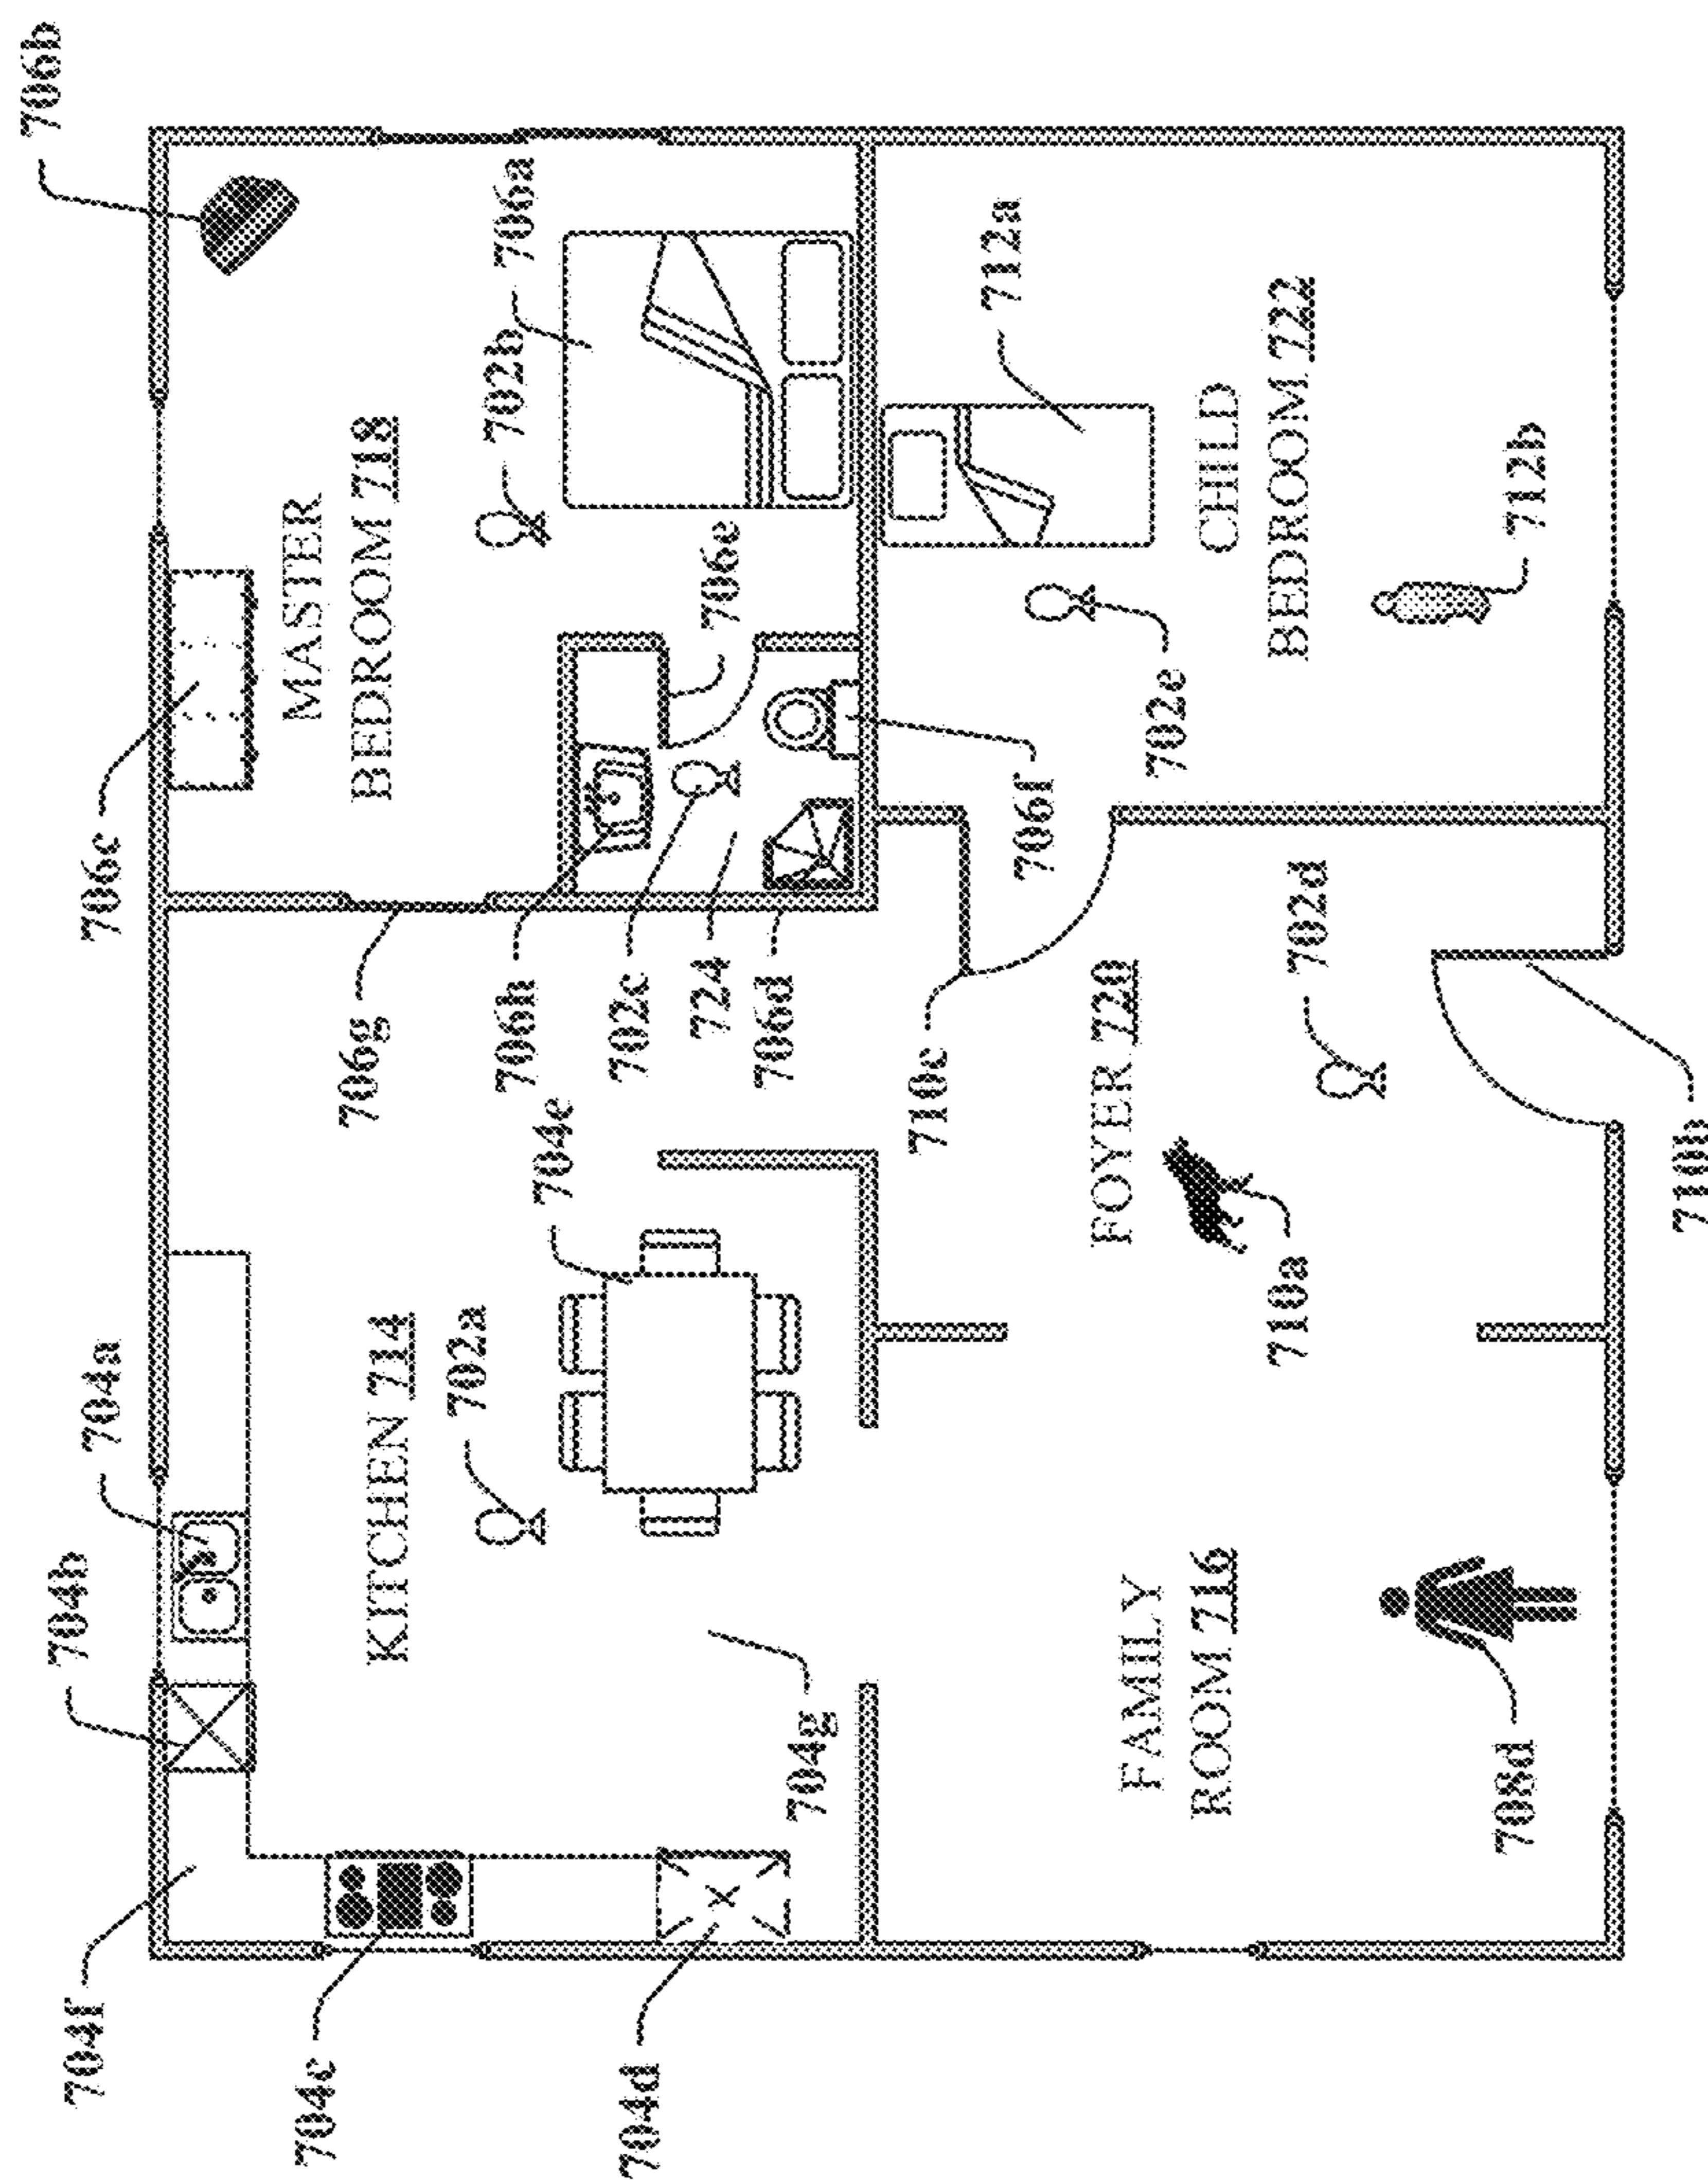 704f
704b
704a
706c
706b
704c
KITCHEN 714
702a
704e
706g
706h
702c
724
706d
MASTER
BEDROOM 718
702b
706a
706e
704d
704g
710c
706f
FAMILY
ROOM 716
708d
FOYER 720
710a
702d
710b
702e
712a
CHILD
BEDROOM 722
712b